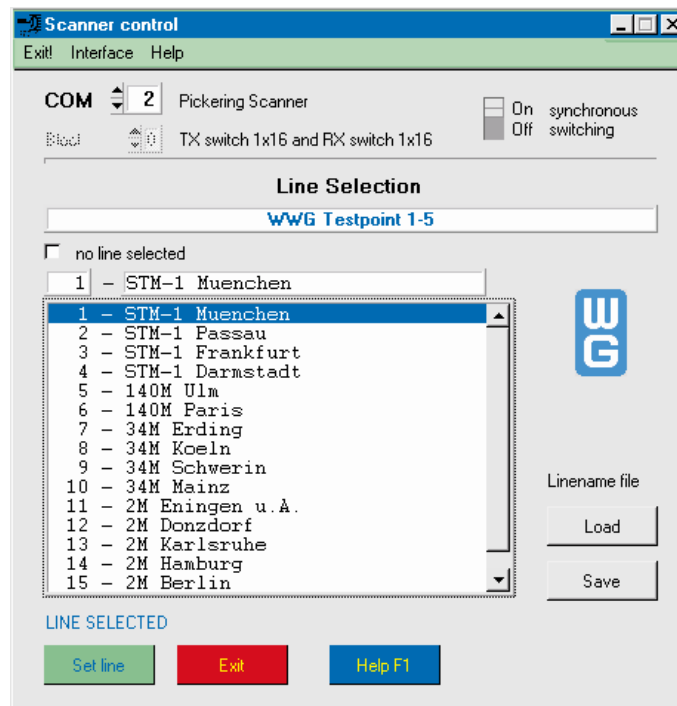 Scanner control
Exit! Interface Help
COM 2 Pickering Scanner
On synchronous
Off switching
Block 0 TX switch 1x16 and RX switch 1x16
Line Selection
WWG Testpoint 1-5
no line selected
1 - STM-1 Muenchen
1 - STM-1 Muenchen
2 - STM-1 Passau
3 - STM-1 Frankfurt
4 - STM-1 Darmstadt
5 - 140M Ulm
6 - 140M Paris
7 - 34M Erding
8 - 34M Koeln
9 - 34M Schwerin
10 - 34M Mainz
11 - 2M Eningen u.A.
12 - 2M Donzdorf
13 - 2M Karlsruhe
14 - 2M Hamburg
15 - 2M Berlin
WG
Linename file
Load
Save
LINE SELECTED
Set line Exit Help F1